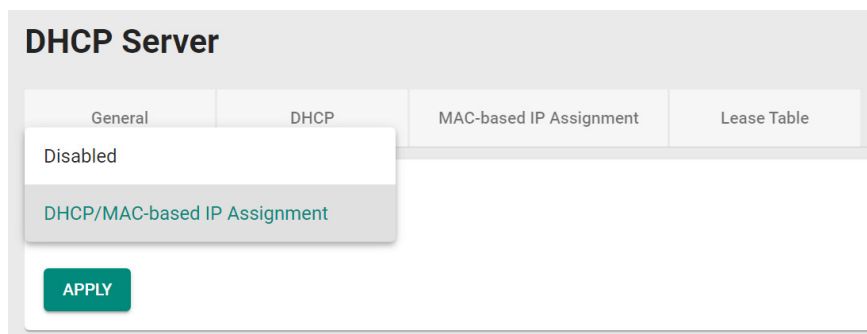 DHCP Server
General DHCP MAC-based IP Assignment Lease Table
Disabled
DHCP/MAC-based IP Assignment
APPLY